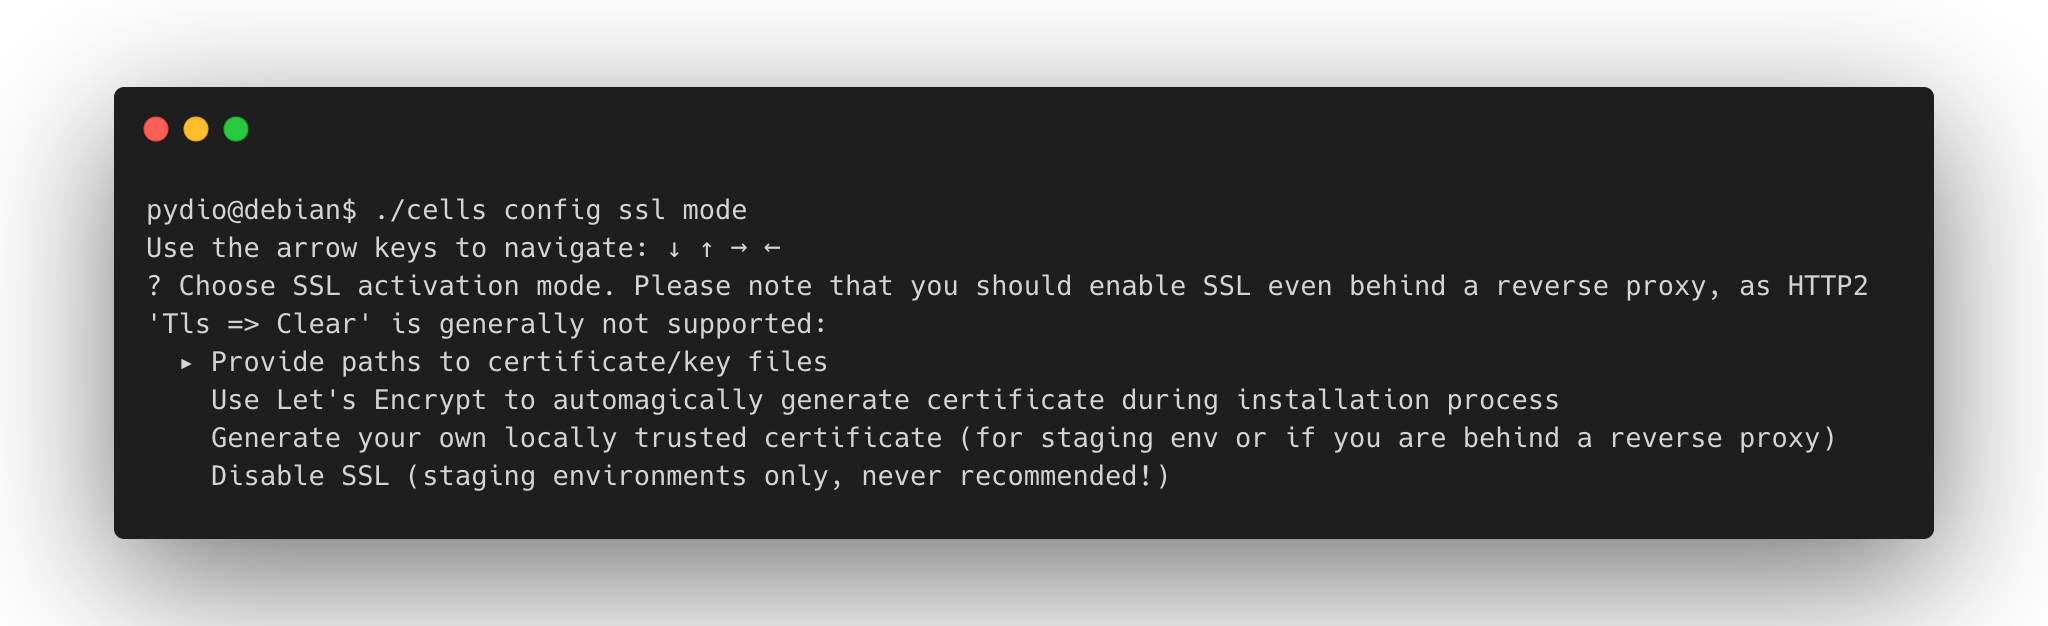 pydio@debian$ ./cells config ssl mode
Use the arrow keys to navigate: ↓ ↑ → ←
? Choose SSL activation mode. Please note that you should enable SSL even behind a reverse proxy, as HTTP2
'Tls => Clear' is generally not supported:
▸ Provide paths to certificate/key files
Use Let's Encrypt to automagically generate certificate during installation process
Generate your own locally trusted certificate (for staging env or if you are behind a reverse proxy)
Disable SSL (staging environments only, never recommended!)